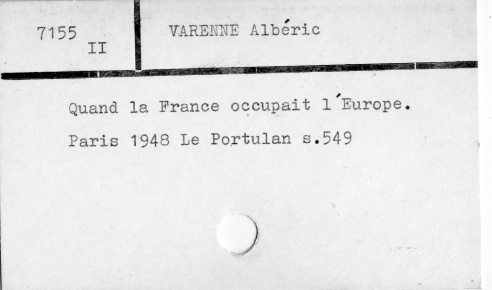 7155 II
VARENNE Albéric
Quand la France occupait l'Europe.
Paris 1948 Le Portulan s.549